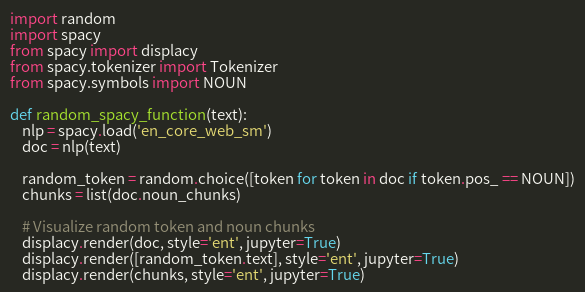 import random
import spacy
from spacy import displacy
from spacy.tokenizer import Tokenizer
from spacy.symbols import NOUN

def random_spacy_function(text):
    nlp = spacy.load('en_core_web_sm')
    doc = nlp(text)

    random_token = random.choice([token for token in doc if token.pos_ == NOUN])
    chunks = list(doc.noun_chunks)

    # Visualize random token and noun chunks
    displacy.render(doc, style='ent', jupyter=True)
    displacy.render([random_token.text], style='ent', jupyter=True)
    displacy.render(chunks, style='ent', jupyter=True)